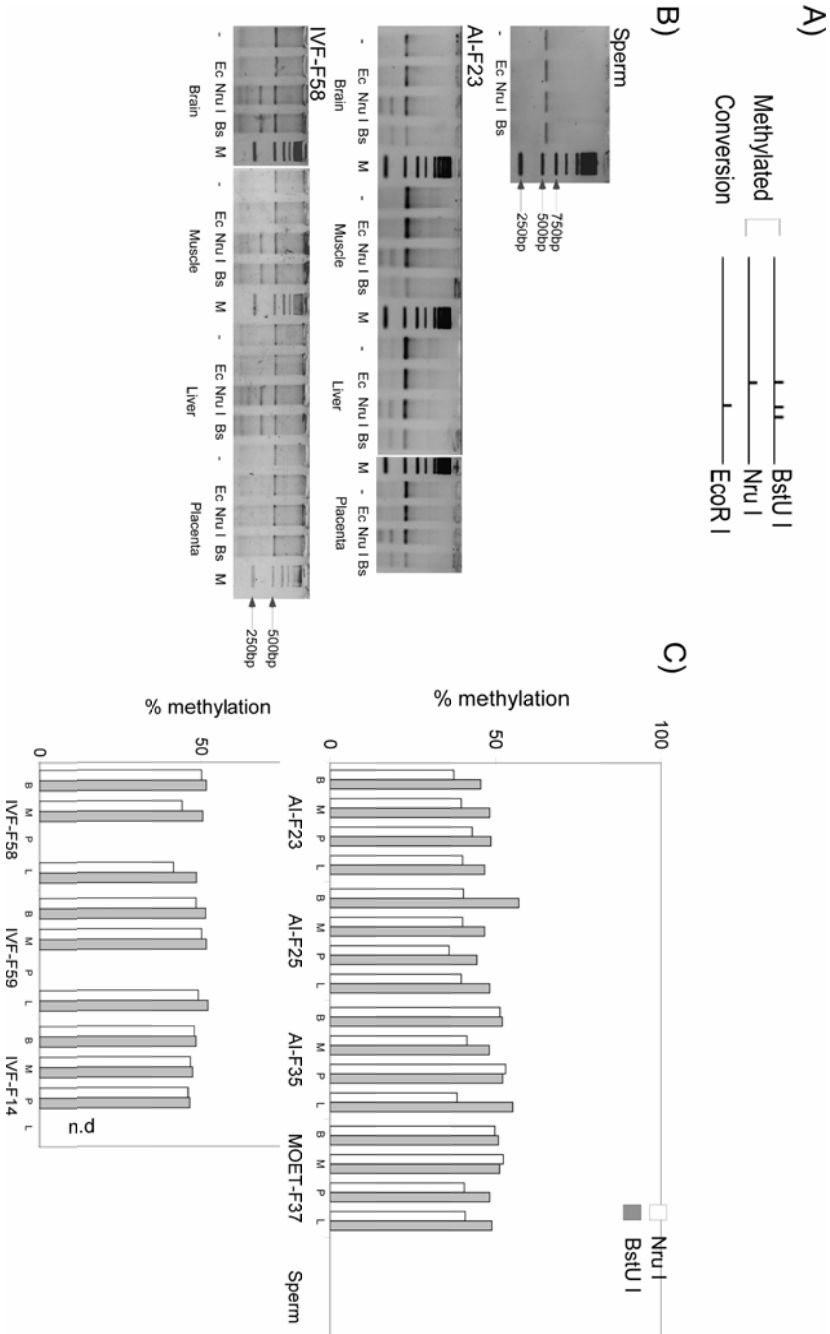 A)
Methylated
Conversion
BstU I
Nru I
EcoR I
B)
Sperm
- Ec Nru I Bs
750bp
500bp
250bp
AI-F23
- Ec Nru I Bs M - Ec Nru I Bs M - Ec Nru I Bs M - Ec Nru I Bs
Brain Muscle Liver Placenta
IVF-F58
- Ec Nru I Bs M - Ec Nru I Bs M - Ec Nru I Bs - Ec Nru I Bs M
Brain Muscle Liver Placenta
500bp
250bp
C)
Nru I
BstU I
% methylation
100
50
0
B M P L B M P L B M P L B M P L
AI-F23 AI-F25 AI-F35 MOET-F37 Sperm
% methylation
50
0
n.d
B M P L B M P L B M P L
IVF-F58 IVF-F59 IVF-F14